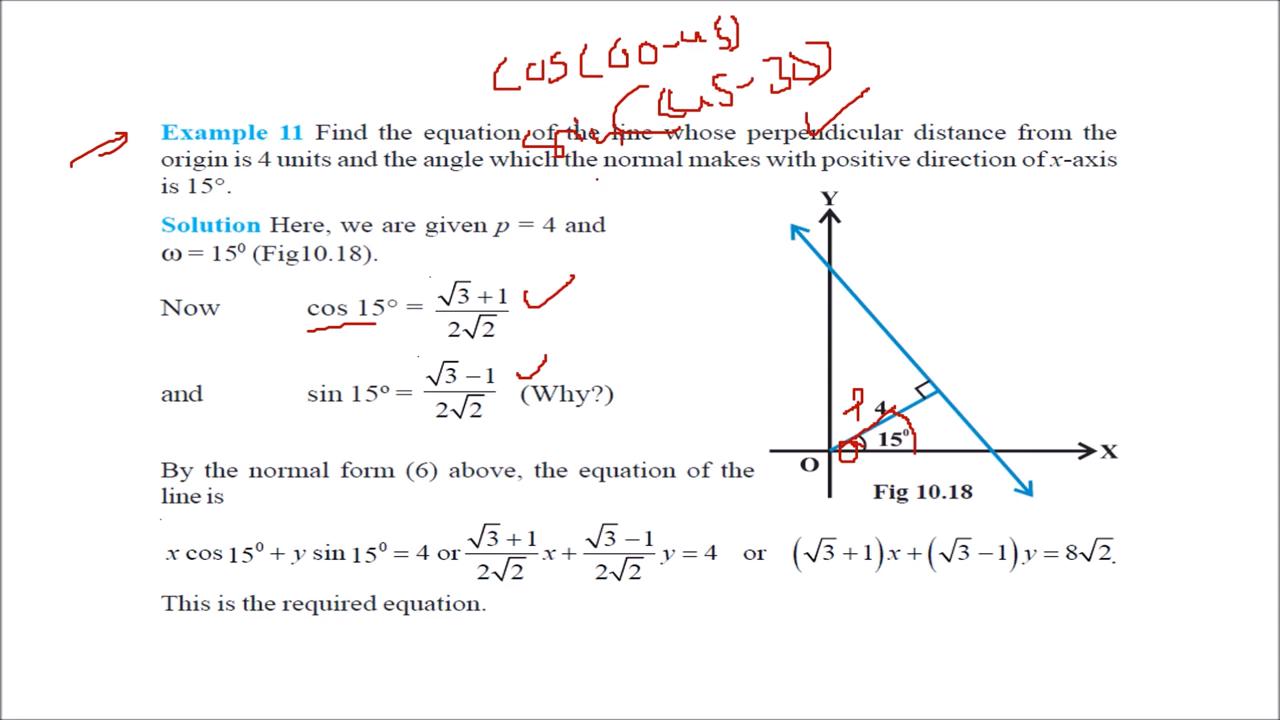 cos(60-45)
sin(45-30)
Example 11 Find the equation of the line whose perpendicular distance from the
origin is 4 units and the angle which the normal makes with positive direction of x-axis
is 15°.
Solution Here, we are given p = 4 and
ω = 15⁰ (Fig10.18).
Now cos 15° = (√3 + 1)/(2√2)
and sin 15º = (√3 − 1)/(2√2) (Why?)
By the normal form (6) above, the equation of the
line is
x cos 15⁰ + y sin 15⁰ = 4 or (√3 + 1)/(2√2) x + (√3 − 1)/(2√2) y = 4 or (√3 + 1) x + (√3 − 1) y = 8√2.
This is the required equation.
Y
P
4
15⁰
O
X
Fig 10.18